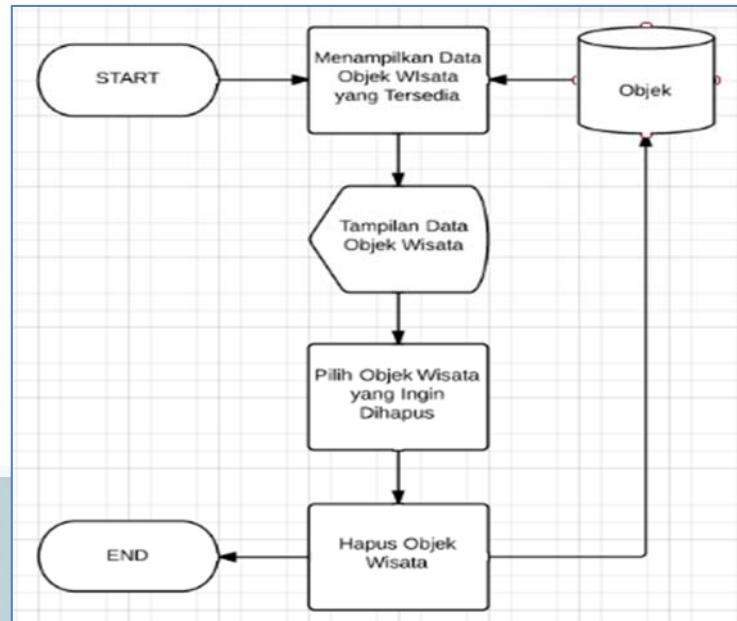 START
Menampilkan Data
Objek WIsata
yang Tersedia
Objek
Tampilan Data
Objek Wisata
Pilih Objek Wisata
yang Ingin
Dihapus
Hapus Objek
Wisata
END